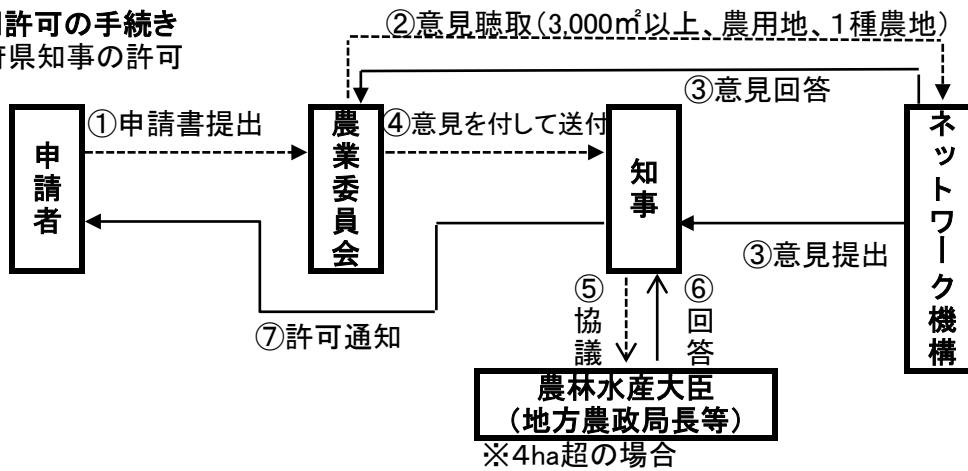 許可の手続き
県知事の許可
②意見聴取（3,000㎡以上、農用地、１種農地）
③意見回答
①申請書提出
④意見を付して送付
申請者
農業委員会
知事
ネットワーク機構
③意見提出
⑤協議
⑥回答
⑦許可通知
農林水産大臣
（地方農政局長等）
※4ha超の場合